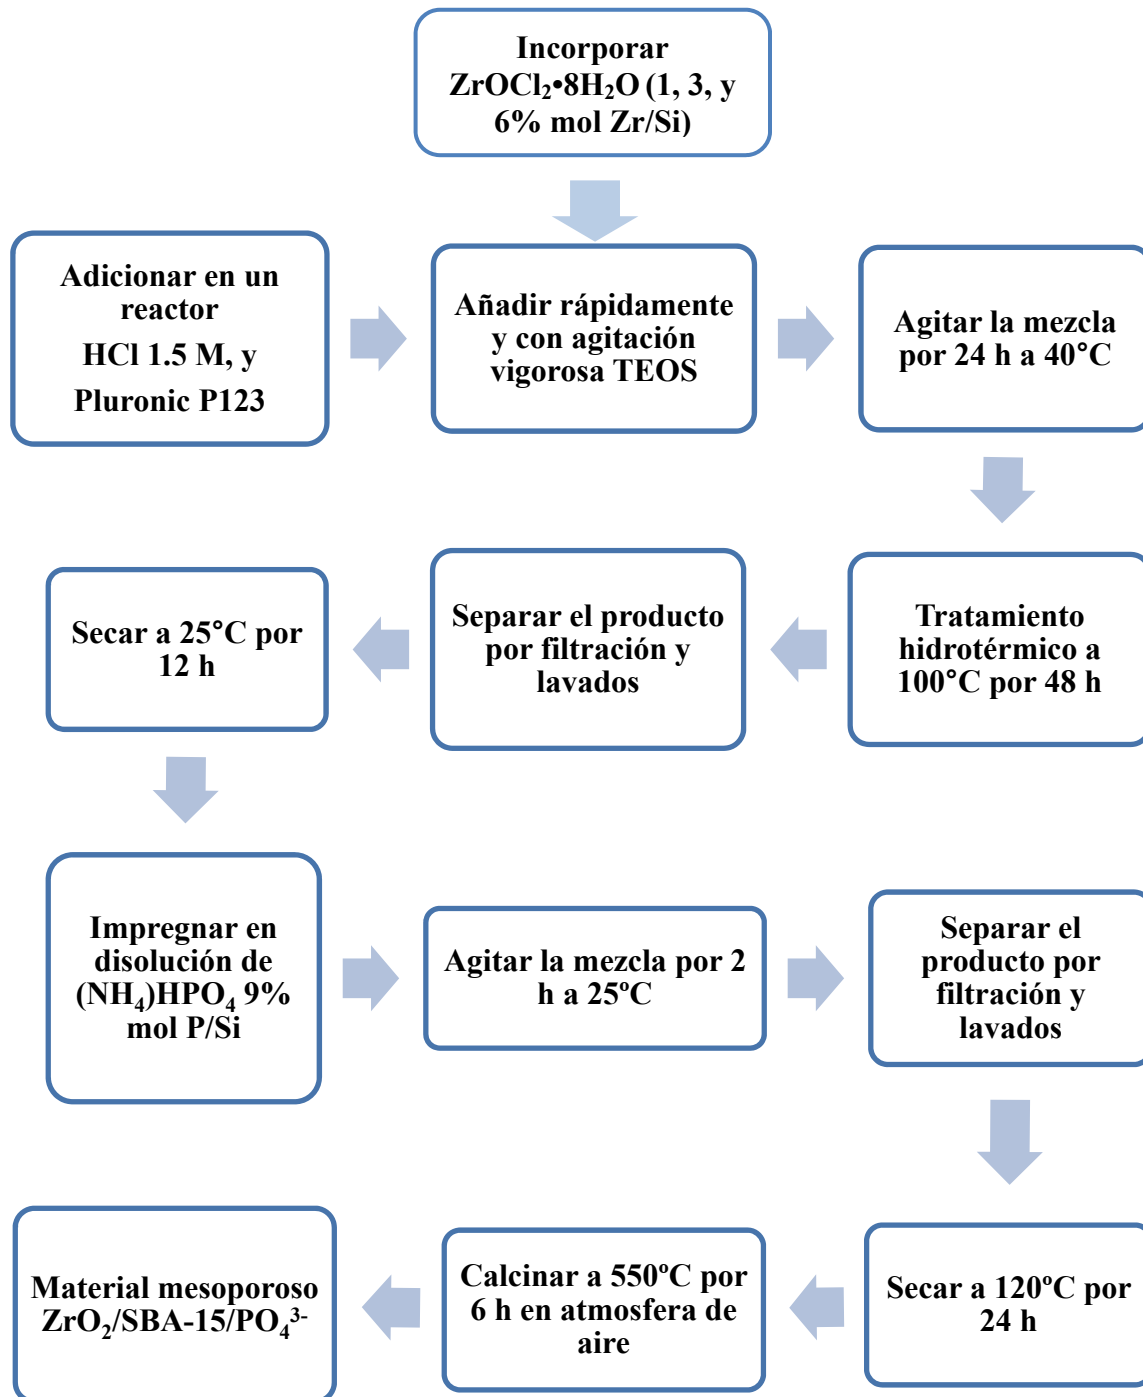 Incorporar
ZrOCl₂•8H₂O (1, 3, y
6% mol Zr/Si)
Adicionar en un
reactor
HCl 1.5 M, y
Pluronic P123
Añadir rápidamente
y con agitación
vigorosa TEOS
Agitar la mezcla
por 24 h a 40°C
Tratamiento
hidrotérmico a
100°C por 48 h
Separar el producto
por filtración y
lavados
Secar a 25°C por
12 h
Impregnar en
disolución de
(NH₄)HPO₄ 9%
mol P/Si
Agitar la mezcla por 2
h a 25ºC
Separar el
producto por
filtración y
lavados
Secar a 120ºC por
24 h
Calcinar a 550ºC por
6 h en atmosfera de
aire
Material mesoporoso
ZrO₂/SBA-15/PO₄³⁻